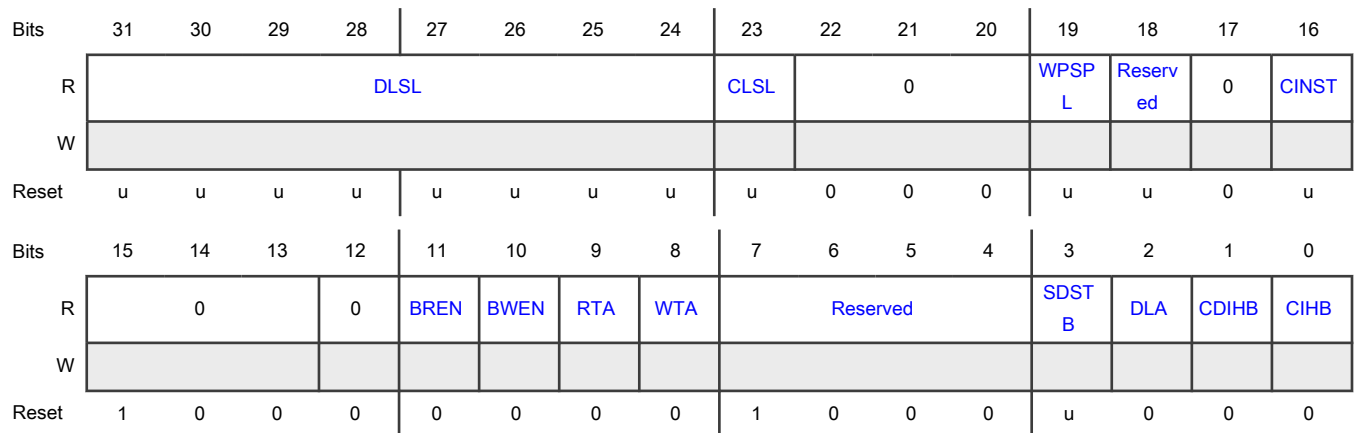 Bits 31 30 29 28 27 26 25 24 23 22 21 20 19 18 17 16
R DLSL CLSL 0 WPSP Reserv 0 CINST
L ed
W
Reset u u u u u u u u u 0 0 0 u u 0 u
Bits 15 14 13 12 11 10 9 8 7 6 5 4 3 2 1 0
R 0 0 BREN BWEN RTA WTA Reserved SDST DLA CDIHB CIHB
B
W
Reset 1 0 0 0 0 0 0 0 1 0 0 0 u 0 0 0